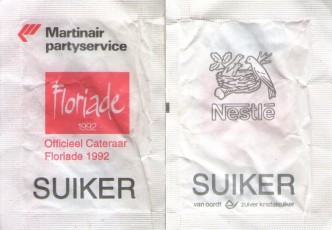 Martinair
partyservice
Floriade
1992
Officieel Cateraar
Floriade 1992
SUIKER
Nestlé
SUIKER
van oordt zuiver kristalsuiker